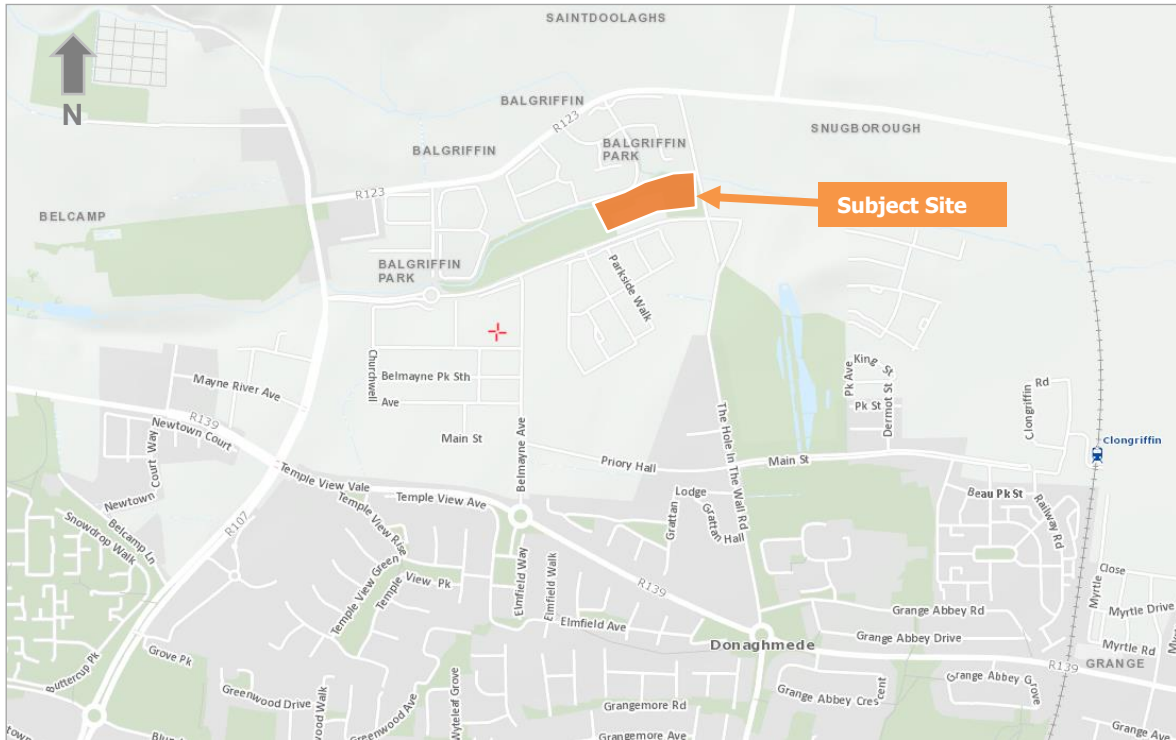 SAINTDOOLAGHS
N
BALGRIFFIN
R123
SNUGBOROUGH
BALGRIFFIN
BALGRIFFIN
PARK
R123
Subject Site
BELCAMP
BALGRIFFIN
PARK
Parkside Walk
Churchwell
Belmayne Pk Sth
Mayne River Ave
Ave
Main St
Belmayne Ave
King St
Pk Ave
Pk St
Dermot St
Clongriffin Rd
Clongriffin
R139
Newtown Court
Newtown Court Way
The Hole In The Wall Rd
Priory Hall
Main St
Temple View Vale
Temple View Ave
Beau Pk St
Railway Rd
Lodge
Grattan
Grattan Hall
Snowdrop Walk
Belcamp Ln
R107
Temple View Rise
Temple View Green
Temple View Pk
Elmfield Way
Elmfield Walk
Elmfield Ave
R139
Close
Myrtle
Myrtle Drive
Grange Abbey Rd
Grange Abbey Drive
Donaghmede
Myrtle Rd
R139
GRANGE
Buttercup Pk
Grove Pk
Greenwood Drive
Greenwood Ave
Wyteleaf Grove
Grangemore Rd
Grange Abbey Crescent
Grange Abby Grove
Grangemore Ave
Grange Ave